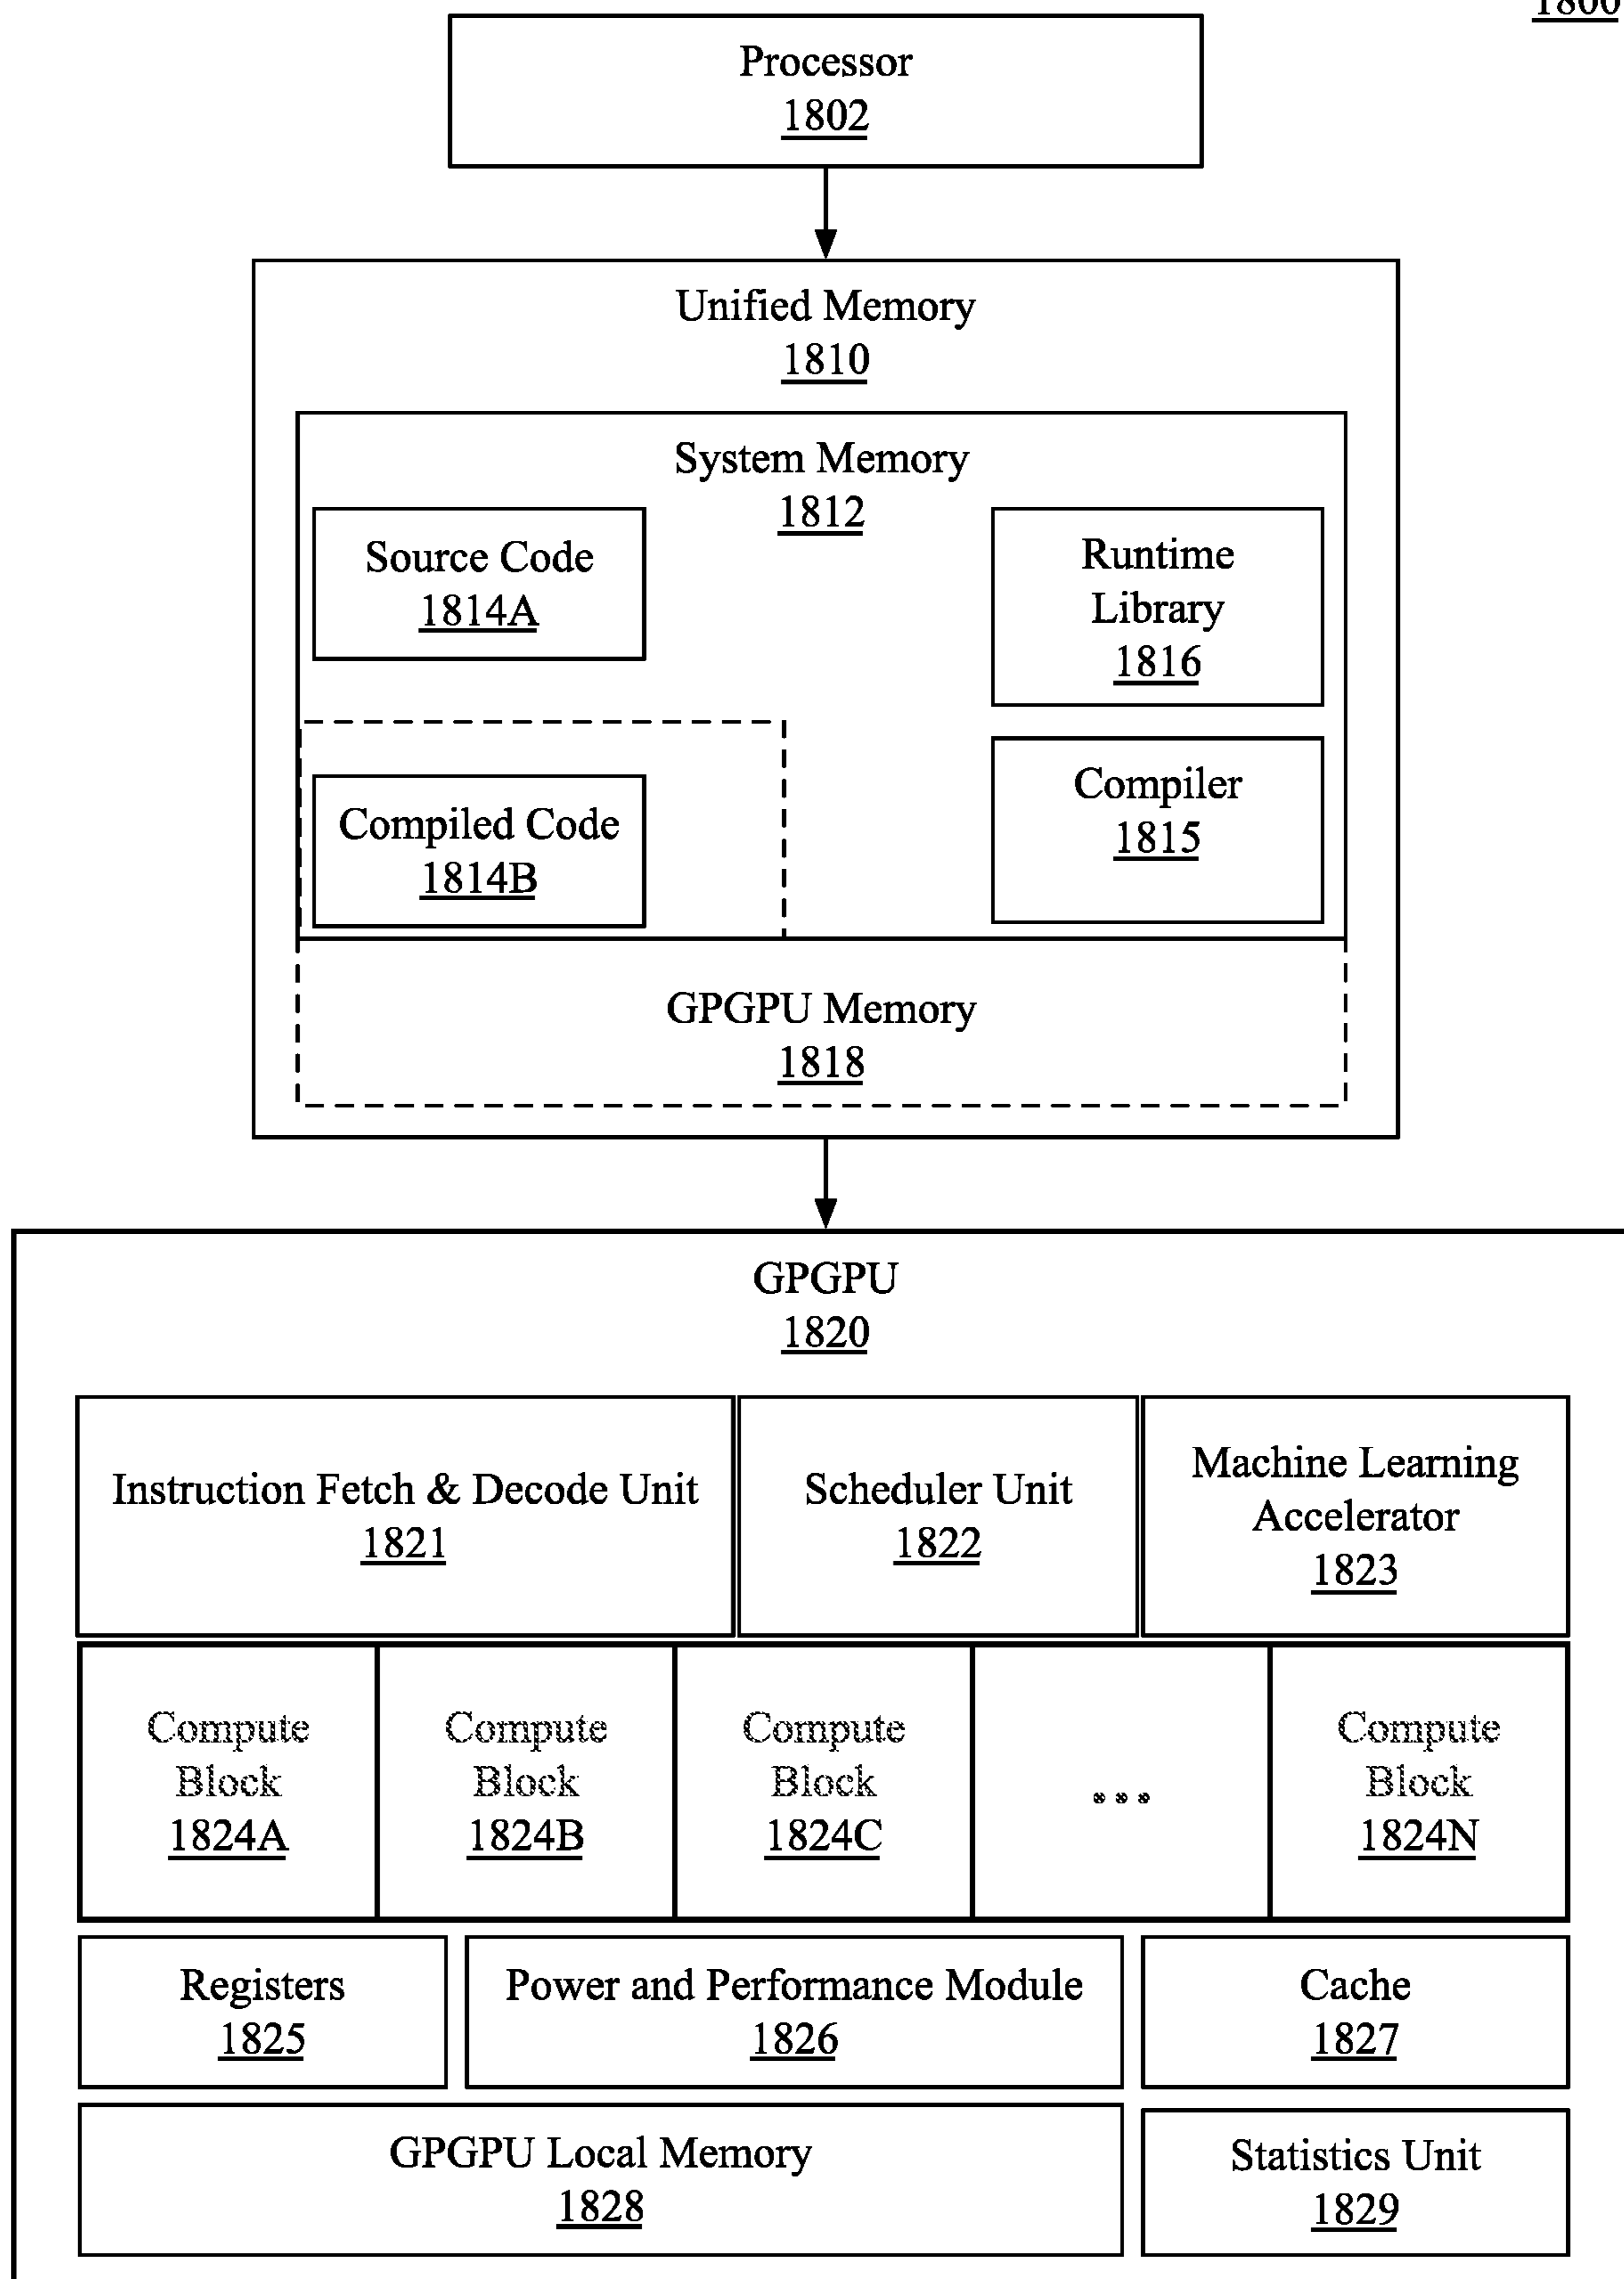 1800
Processor
1802
Unified Memory
1810
System Memory
1812
Source Code
1814A
Runtime
Library
1816
Compiled Code
1814B
Compiler
1815
GPGPU Memory
1818
GPGPU
1820
Instruction Fetch & Decode Unit
1821
Scheduler Unit
1822
Machine Learning
Accelerator
1823
Compute
Block
1824A
Compute
Block
1824B
Compute
Block
1824C
...
Compute
Block
1824N
Registers
1825
Power and Performance Module
1826
Cache
1827
GPGPU Local Memory
1828
Statistics Unit
1829